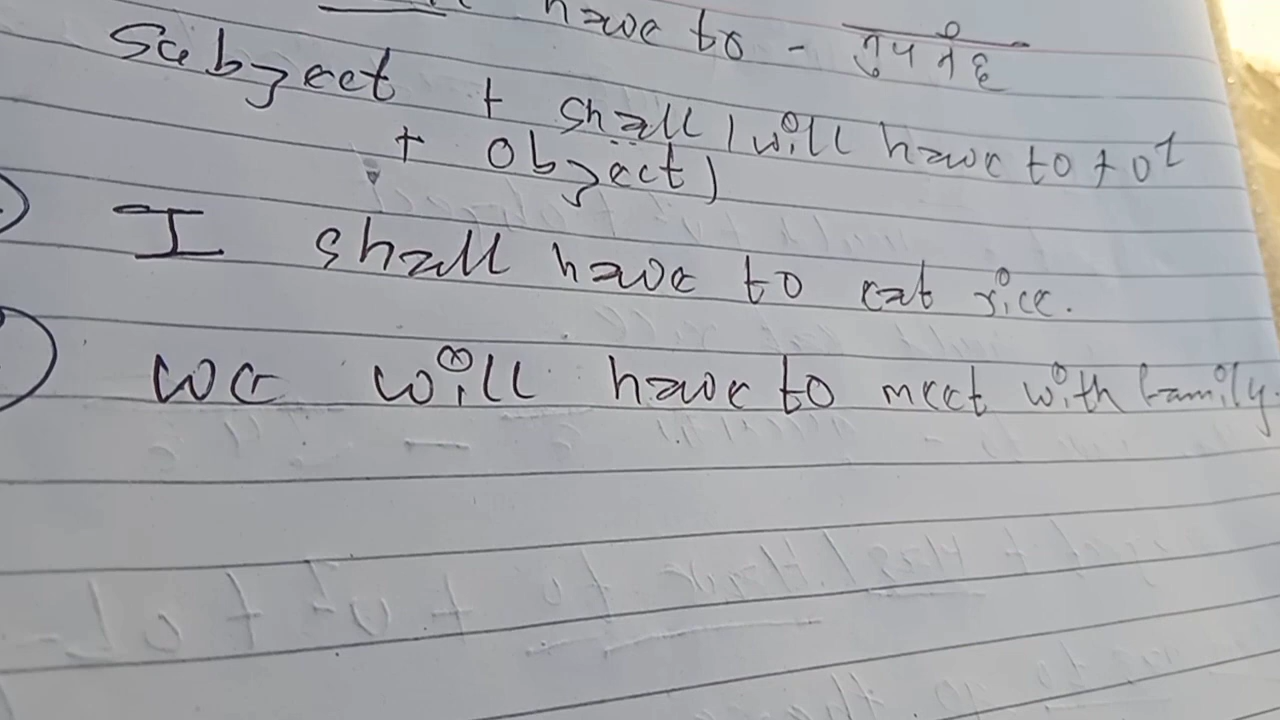 have to -
Subject + shall / will have to + v1
+ object)
I shall have to eat rice.
We will have to meet with family.